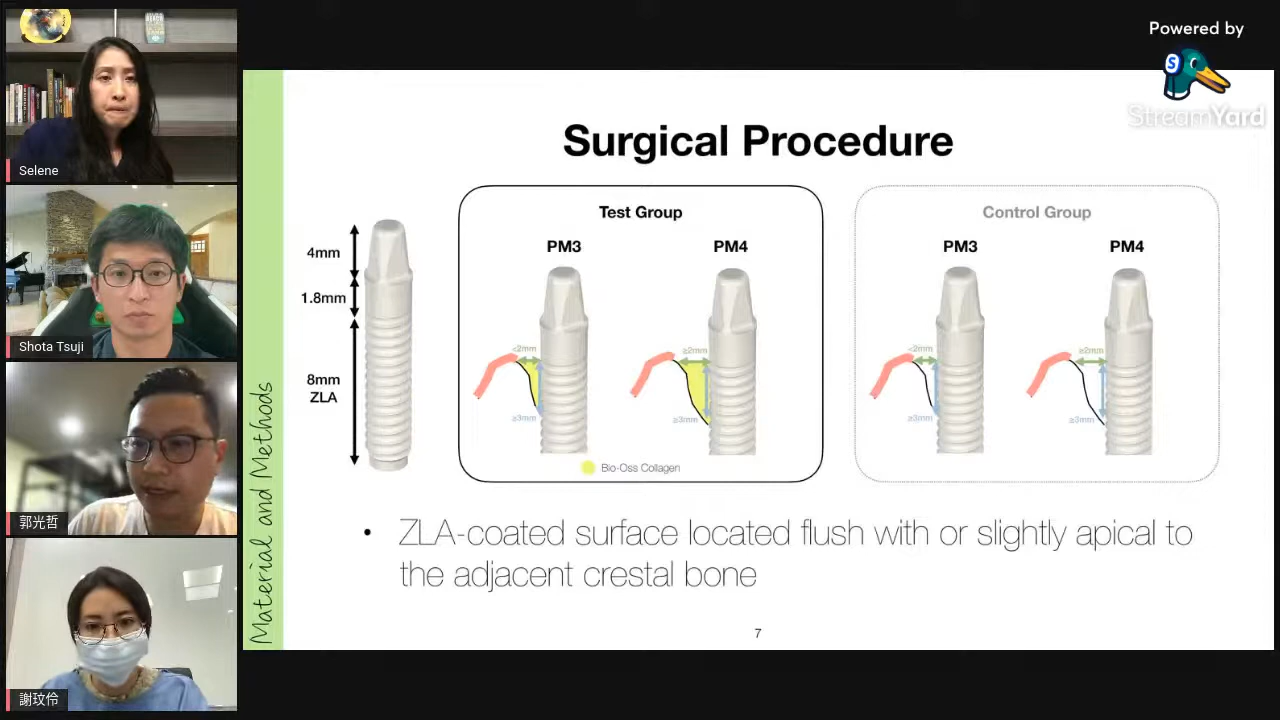 Powered by
StreamYard
Selene
Shota Tsuji
郭光哲
謝玟伶
Material and Methods
Surgical Procedure
4mm
1.8mm
8mm
ZLA
Test Group
PM3
PM4
<2mm
≥3mm
≥2mm
≥3mm
Bio-Oss Collagen
Control Group
PM3
PM4
<2mm
≥3mm
≥2mm
≥3mm
• ZLA-coated surface located flush with or slightly apical to
the adjacent crestal bone
7